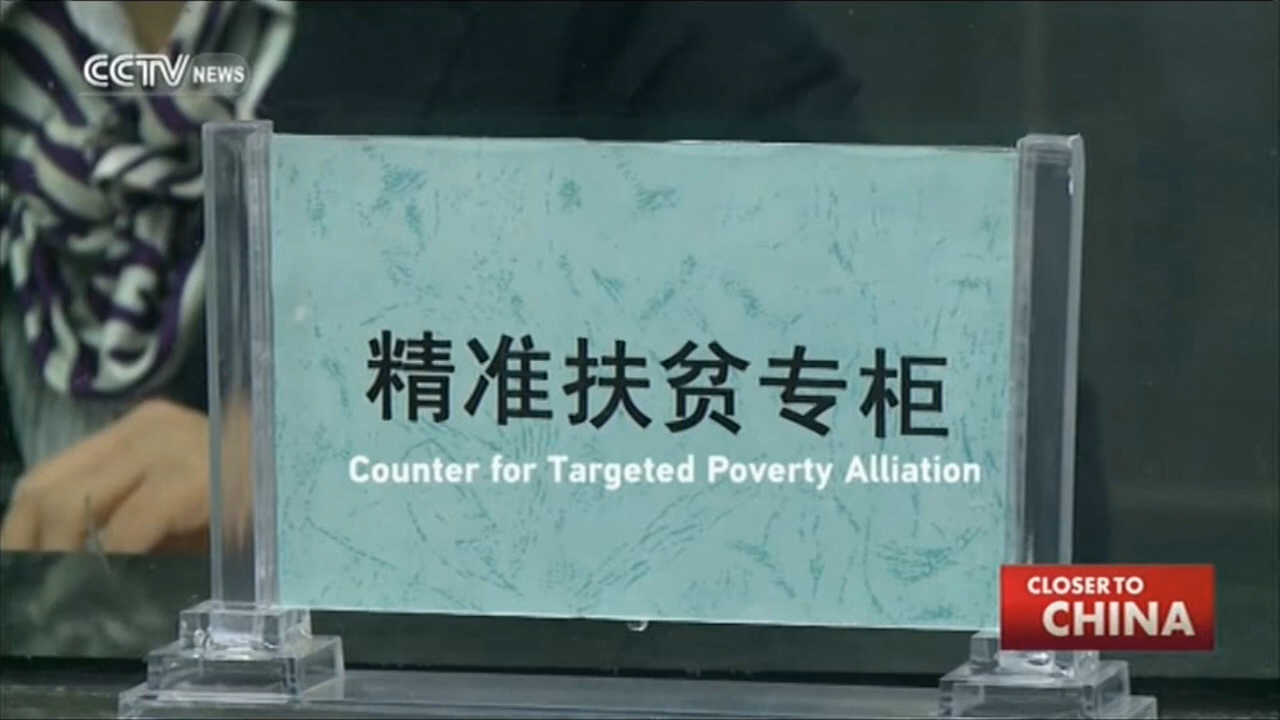 CCTV NEWS
精准扶贫专柜
Counter for Targeted Poverty Alliation
CLOSER TO
CHINA